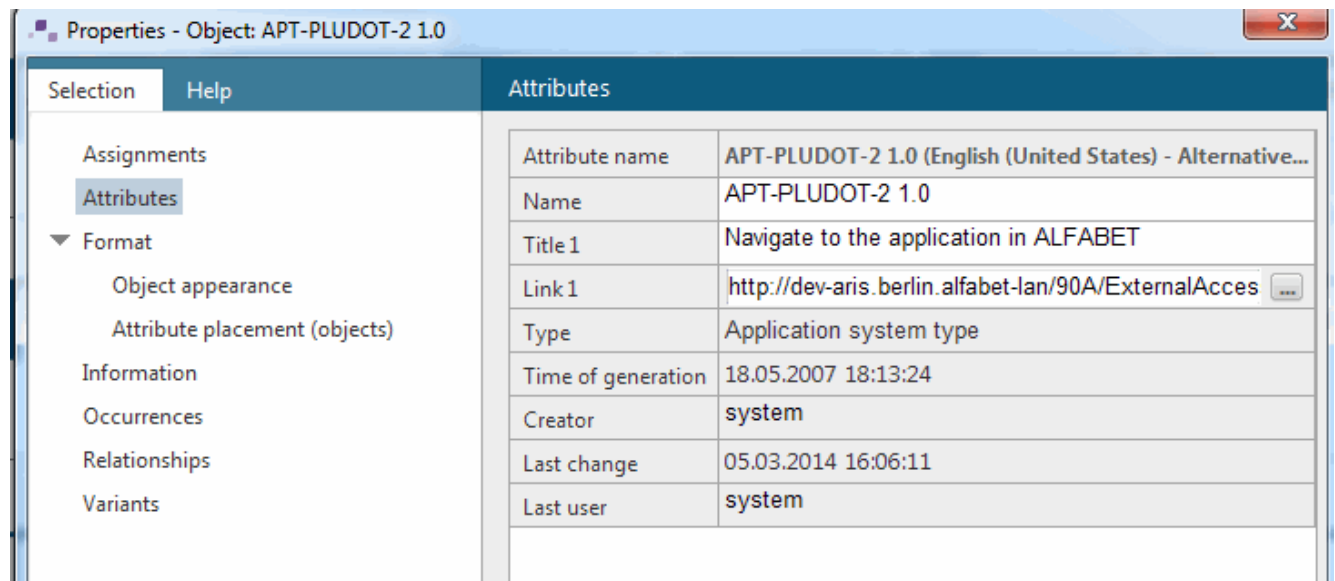 Properties - Object: APT-PLUDOT-2 1.0
x
Selection Help
Attributes
Assignments
Attributes
Format
Object appearance
Attribute placement (objects)
Information
Occurrences
Relationships
Variants
Attribute name APT-PLUDOT-2 1.0 (English (United States) - Alternative...
Name APT-PLUDOT-2 1.0
Title 1 Navigate to the application in ALFABET
Link 1 http://dev-aris.berlin.alfabet-lan/90A/ExternalAcces ...
Type Application system type
Time of generation 18.05.2007 18:13:24
Creator system
Last change 05.03.2014 16:06:11
Last user system